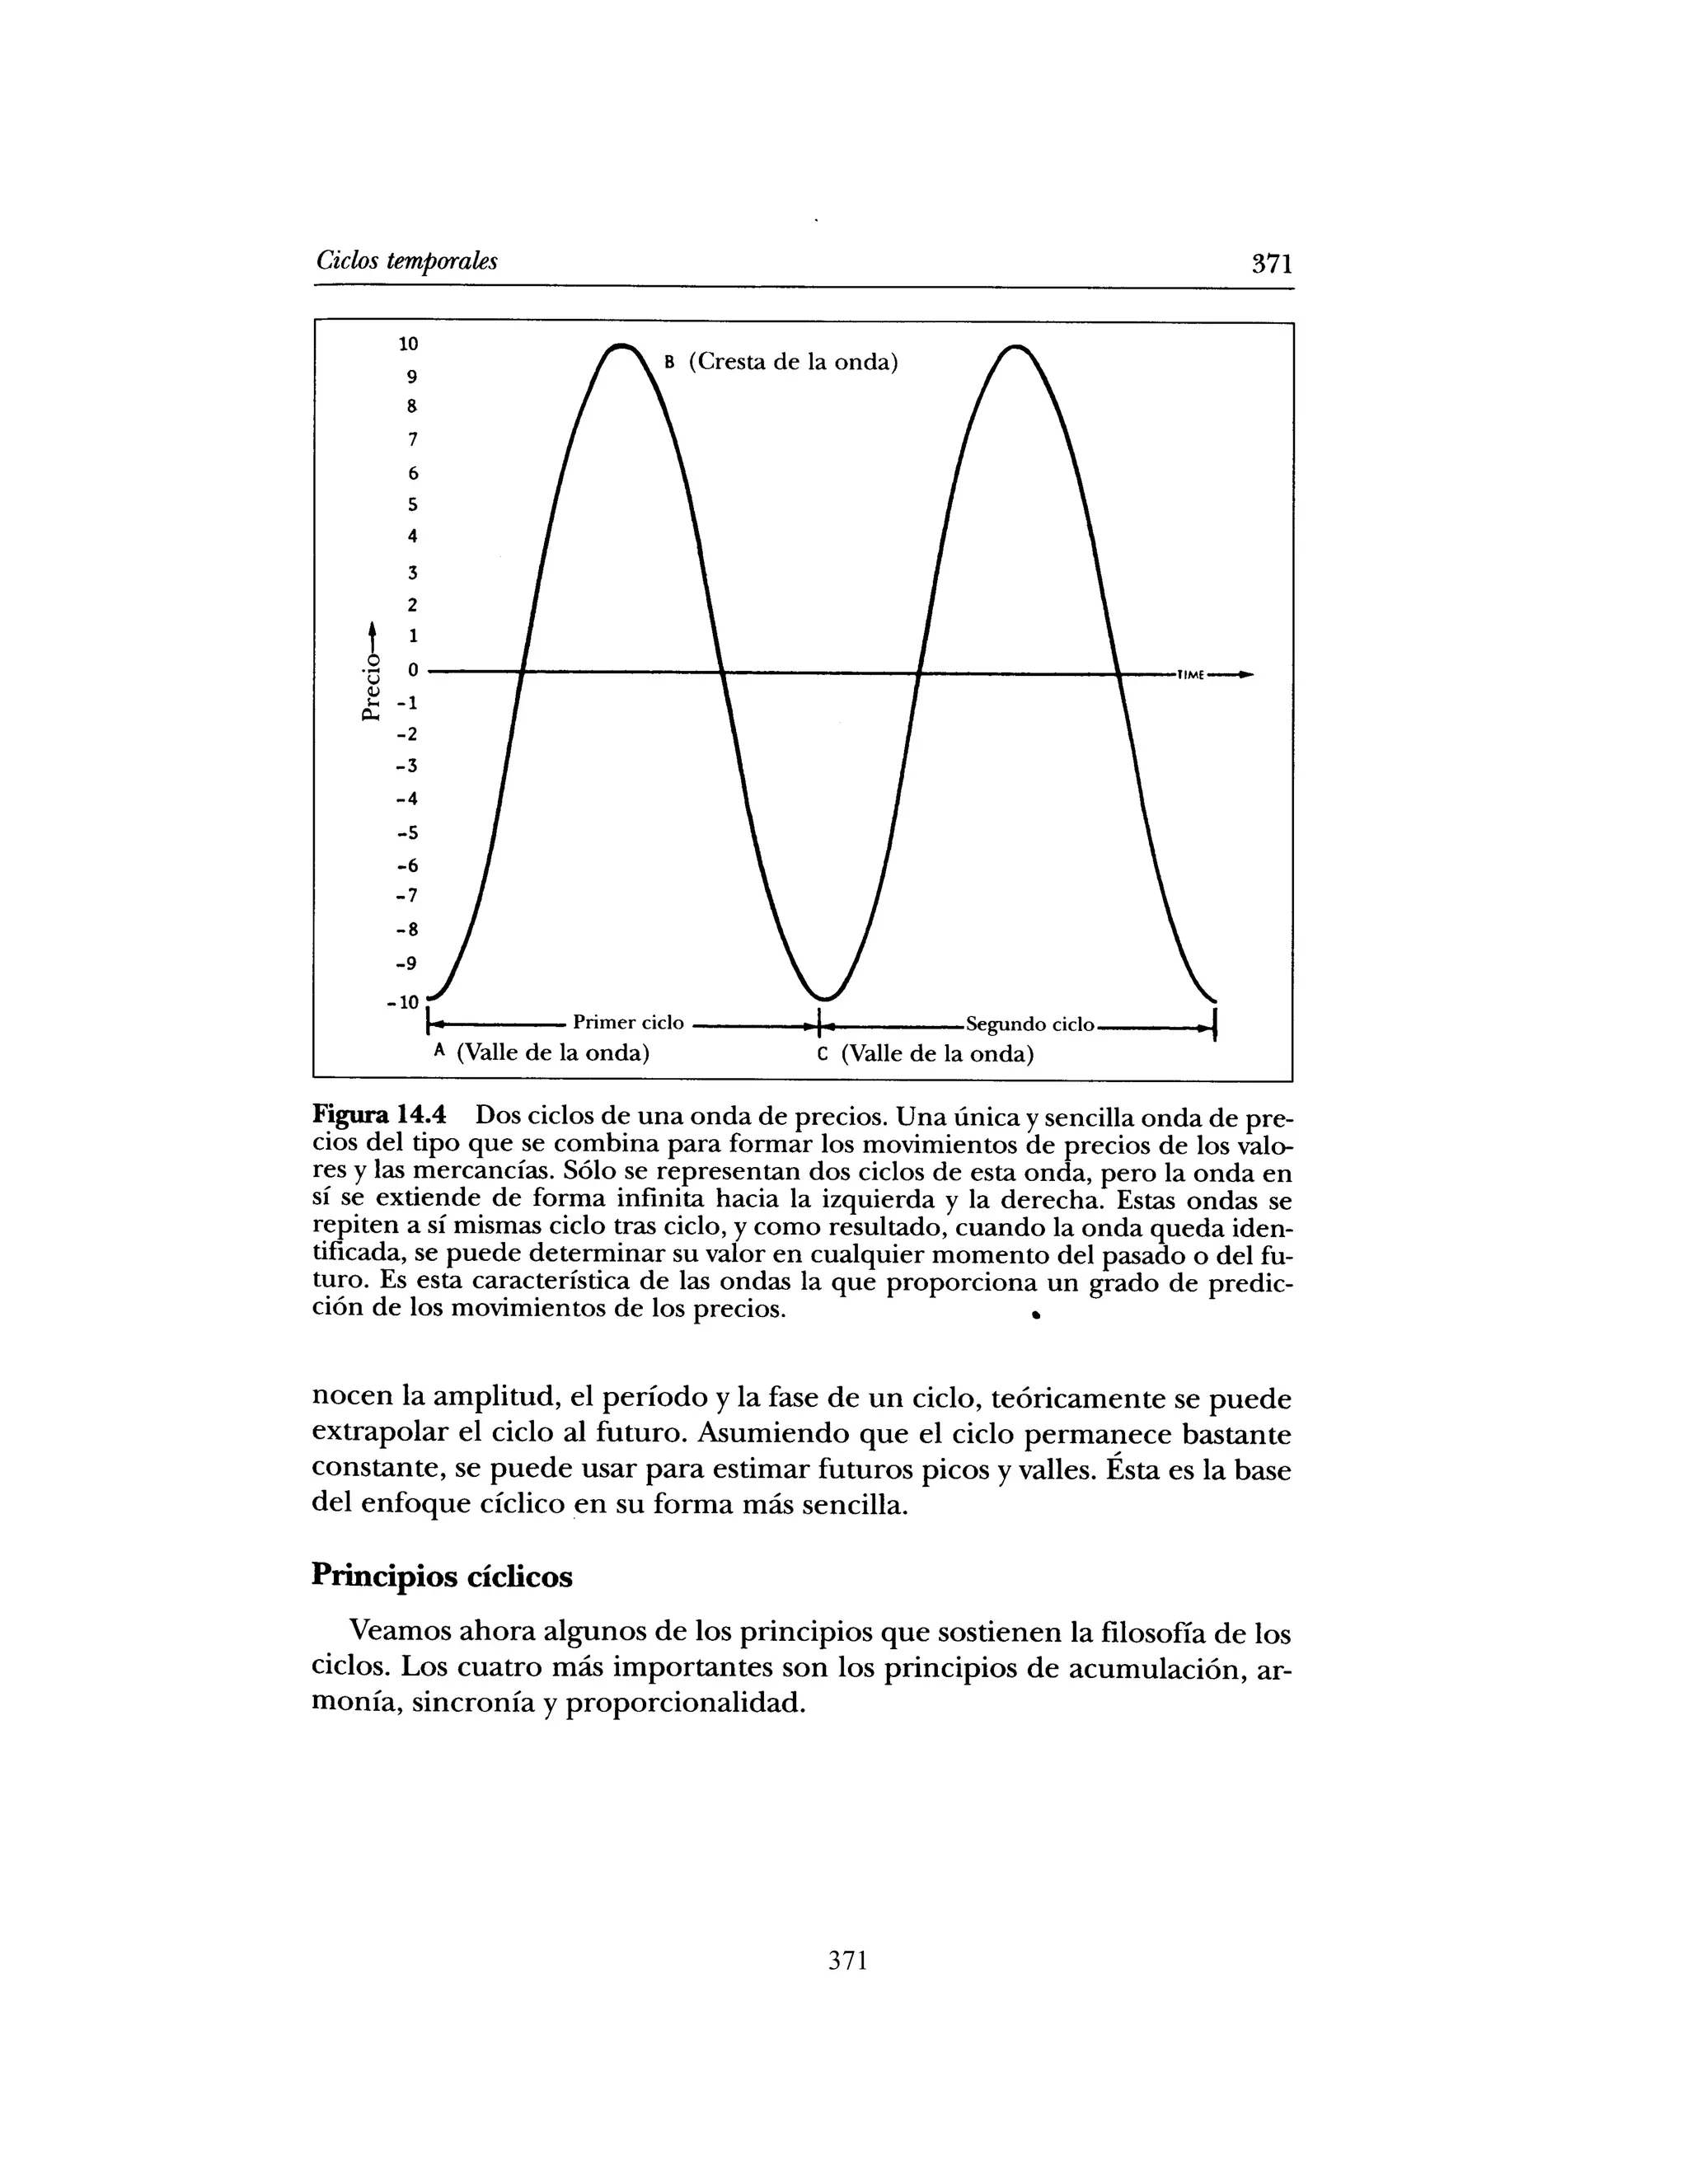 Ciclos temporales 371
10
B (Cresta de la onda)
9
8
7
6
5
4
3
2
1
0
TIME
Precio
-1
-2
-3
-4
-5
-6
-7
-8
-9
-10
Primer ciclo Segundo ciclo
A (Valle de la onda) C (Valle de la onda)
Figura 14.4 Dos ciclos de una onda de precios. Una única y sencilla onda de pre-
cios del tipo que se combina para formar los movimientos de precios de los valo-
res y las mercancías. Sólo se representan dos ciclos de esta onda, pero la onda en
sí se extiende de forma infinita hacia la izquierda y la derecha. Estas ondas se
repiten a sí mismas ciclo tras ciclo, y como resultado, cuando la onda queda iden-
tificada, se puede determinar su valor en cualquier momento del pasado o del fu-
turo. Es esta característica de las ondas la que proporciona un grado de predic-
ción de los movimientos de los precios.
nocen la amplitud, el período y la fase de un ciclo, teóricamente se puede
extrapolar el ciclo al futuro. Asumiendo que el ciclo permanece bastante
constante, se puede usar para estimar futuros picos y valles. Ésta es la base
del enfoque cíclico en su forma más sencilla.
Principios cíclicos
Veamos ahora algunos de los principios que sostienen la filosofía de los
ciclos. Los cuatro más importantes son los principios de acumulación, ar-
monía, sincronía y proporcionalidad.
371